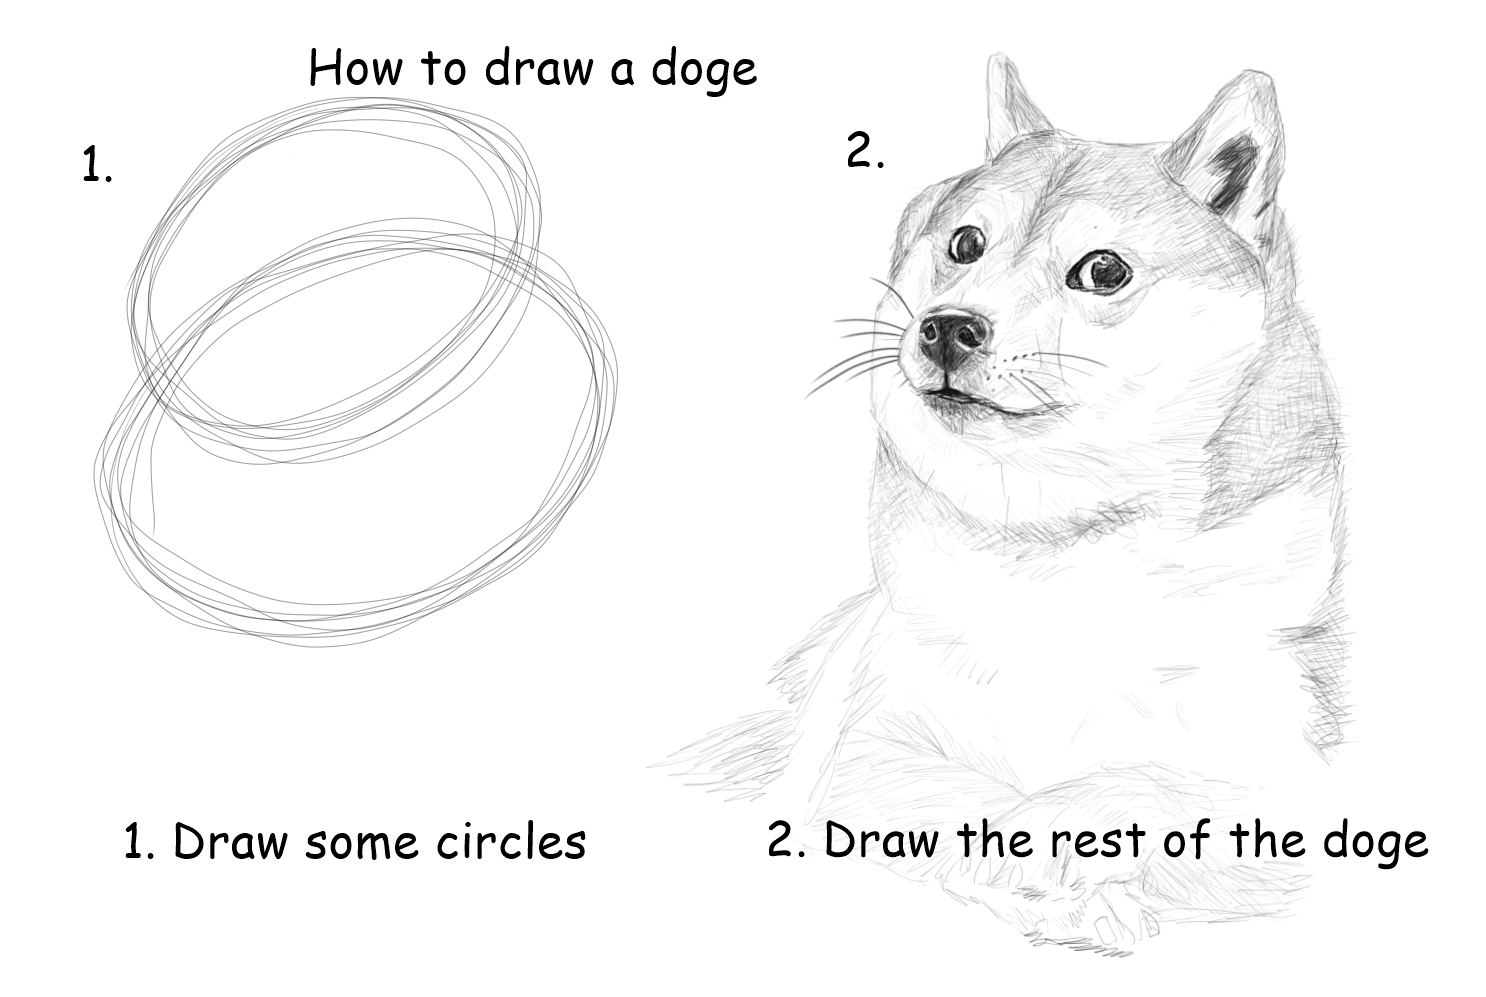 How to draw a doge
1.
2.
1. Draw some circles
2. Draw the rest of the doge